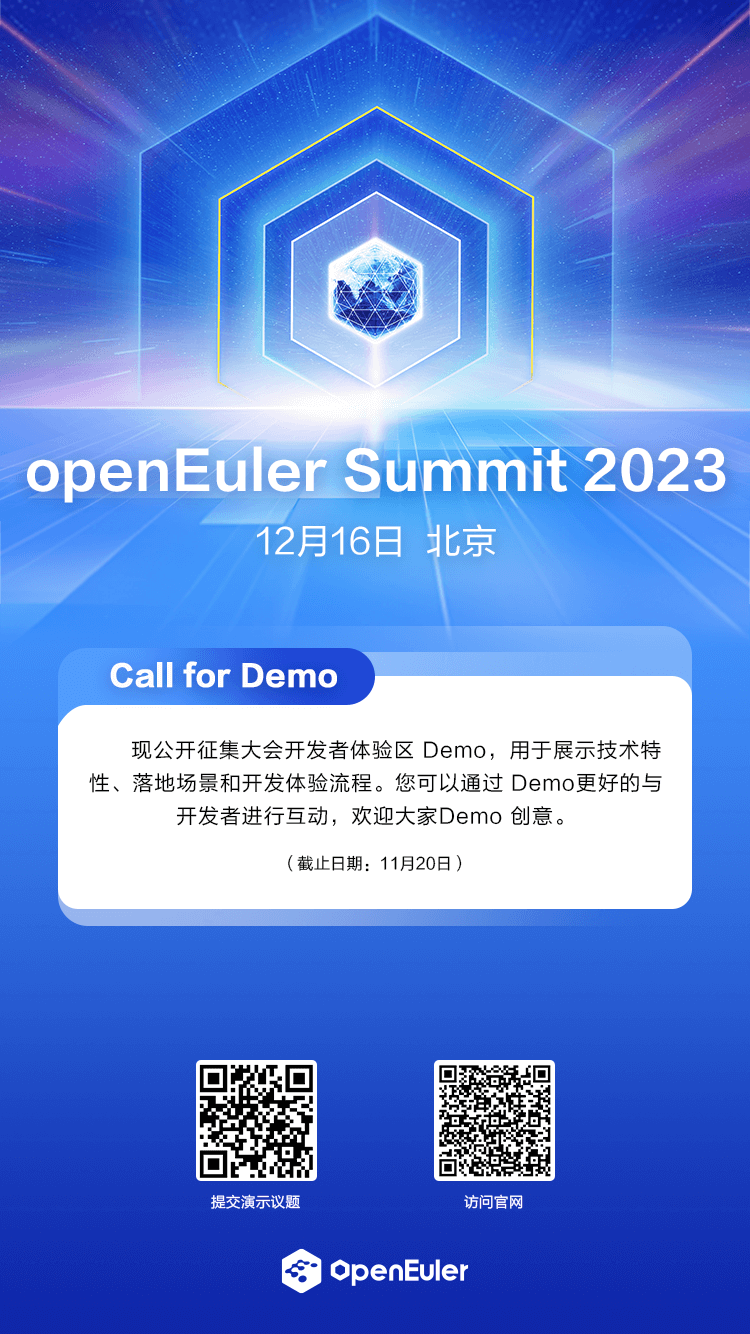 openEuler Summit 2023
12月16日 北京
Call for Demo
现公开征集大会开发者体验区 Demo，用于展示技术特
性、落地场景和开发体验流程。您可以通过 Demo更好的与
开发者进行互动，欢迎大家Demo 创意。
（截止日期：11月20日）
提交演示议题 访问官网
OpenEuler